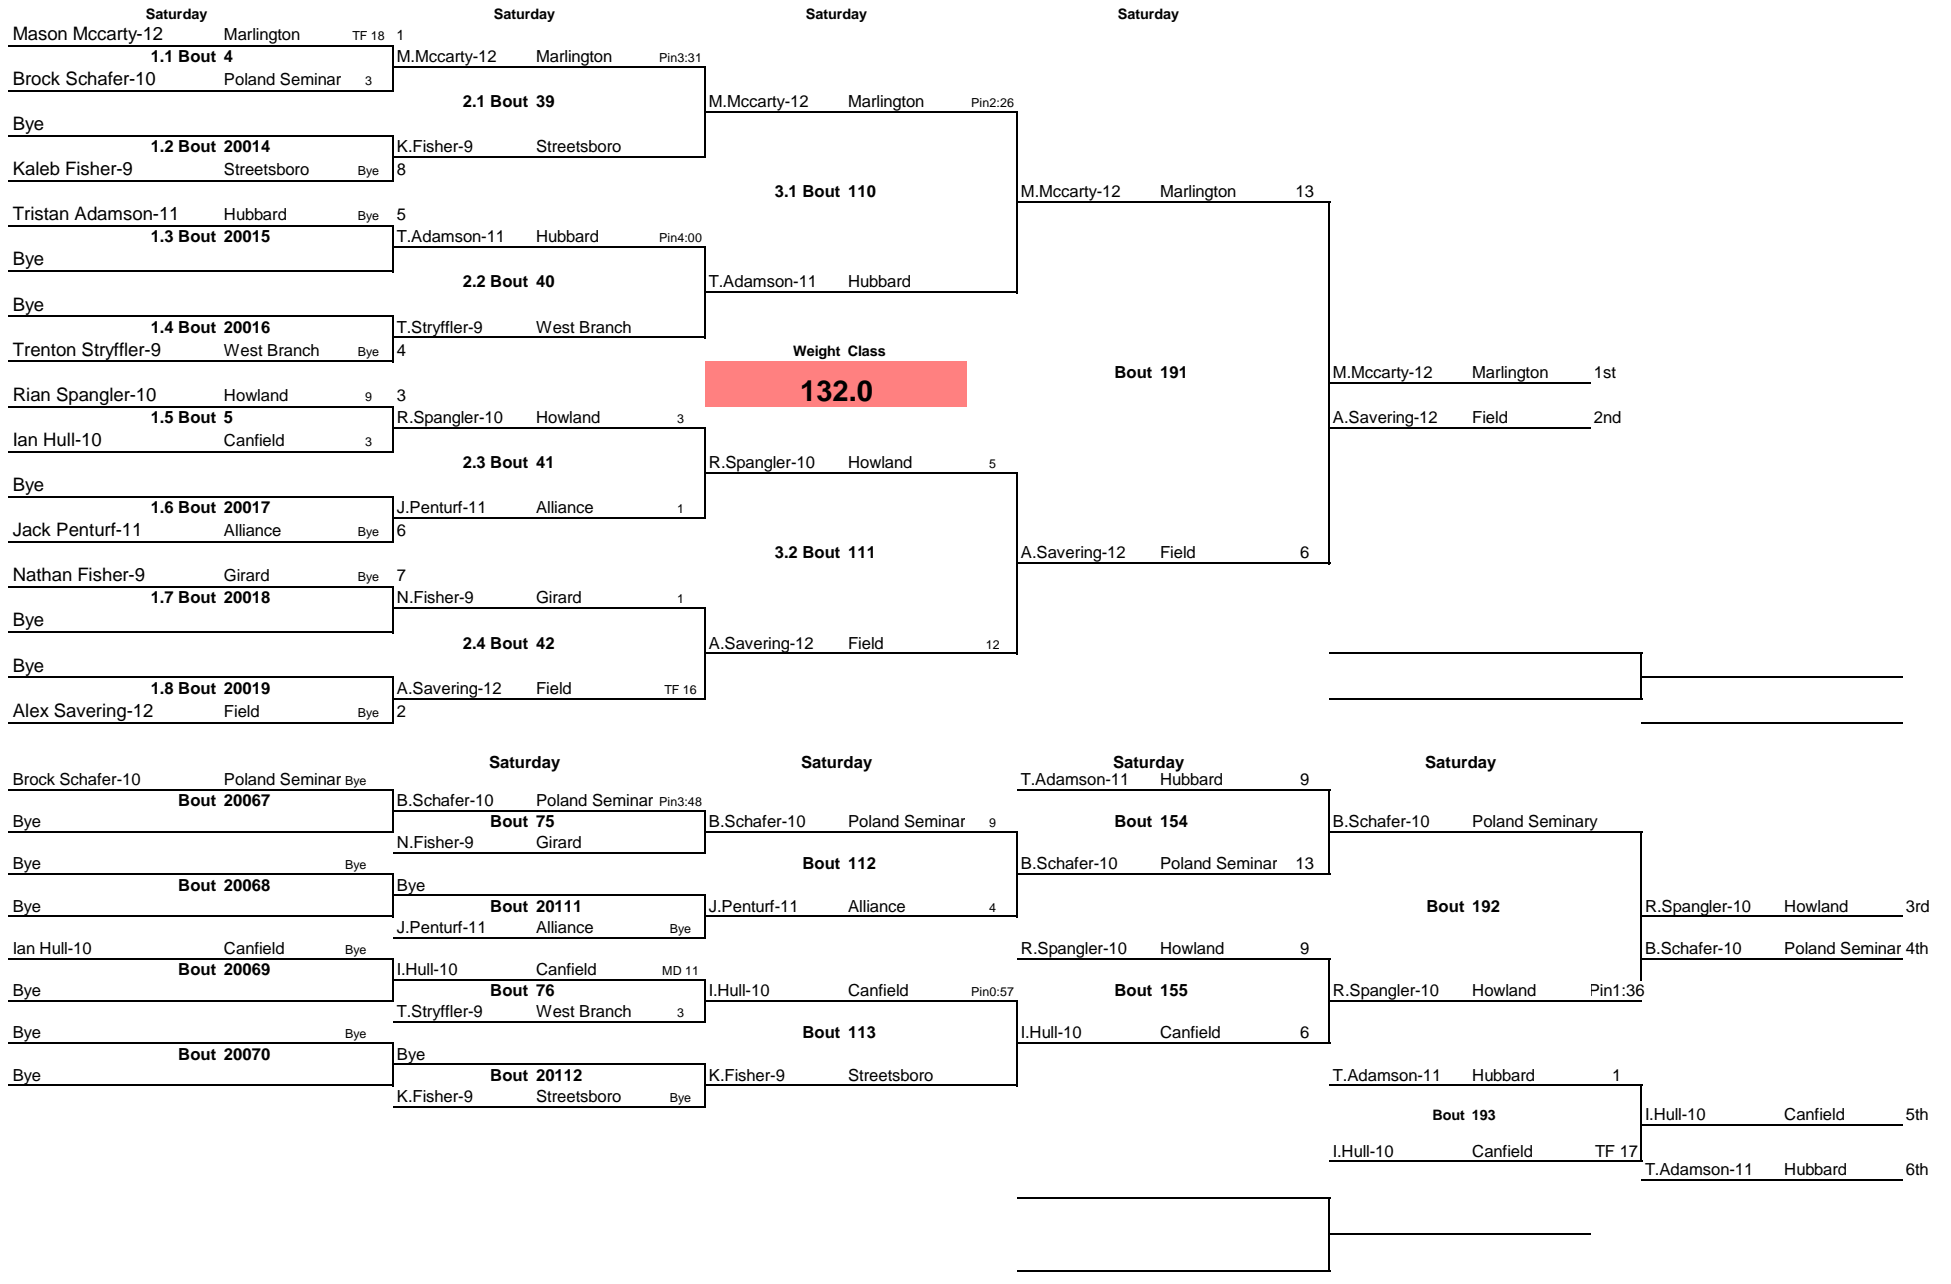 Saturday Saturday Saturday Saturday
Mason Mccarty-12 Marlington TF 18 1
1.1 Bout 4 M.Mccarty-12 Marlington Pin3:31
Brock Schafer-10 Poland Seminar 3
2.1 Bout 39 M.Mccarty-12 Marlington Pin2:26
Bye
1.2 Bout 20014 K.Fisher-9 Streetsboro
Kaleb Fisher-9 Streetsboro Bye 8
3.1 Bout 110 M.Mccarty-12 Marlington 13
Tristan Adamson-11 Hubbard Bye 5
1.3 Bout 20015 T.Adamson-11 Hubbard Pin4:00
Bye
2.2 Bout 40 T.Adamson-11 Hubbard
Bye
1.4 Bout 20016 T.Stryffler-9 West Branch
Trenton Stryffler-9 West Branch Bye 4 Weight Class
Bout 191 M.Mccarty-12 Marlington 1st
Rian Spangler-10 Howland 9 3 132.0
1.5 Bout 5 R.Spangler-10 Howland 3 A.Savering-12 Field 2nd
Ian Hull-10 Canfield 3
2.3 Bout 41 R.Spangler-10 Howland 5
Bye
1.6 Bout 20017 J.Penturf-11 Alliance 1
Jack Penturf-11 Alliance Bye 6
3.2 Bout 111 A.Savering-12 Field 6
Nathan Fisher-9 Girard Bye 7
1.7 Bout 20018 N.Fisher-9 Girard 1
Bye
2.4 Bout 42 A.Savering-12 Field 12
Bye
1.8 Bout 20019 A.Savering-12 Field TF 16
Alex Savering-12 Field Bye 2
Saturday Saturday Saturday Saturday
Brock Schafer-10 Poland Seminar Bye T.Adamson-11 Hubbard 9
Bout 20067 B.Schafer-10 Poland Seminar Pin3:48
Bye Bout 75 B.Schafer-10 Poland Seminar 9 Bout 154 B.Schafer-10 Poland Seminary
N.Fisher-9 Girard
Bye Bye Bout 112 B.Schafer-10 Poland Seminar 13
Bout 20068 Bye
Bye Bout 20111 J.Penturf-11 Alliance 4 Bout 192 R.Spangler-10 Howland 3rd
J.Penturf-11 Alliance Bye
Ian Hull-10 Canfield Bye R.Spangler-10 Howland 9 B.Schafer-10 Poland Seminar 4th
Bout 20069 I.Hull-10 Canfield MD 11
Bye Bout 76 I.Hull-10 Canfield Pin0:57 Bout 155 R.Spangler-10 Howland Pin1:36
T.Stryffler-9 West Branch 3
Bye Bye Bout 113 I.Hull-10 Canfield 6
Bout 20070 Bye
Bye Bout 20112 K.Fisher-9 Streetsboro T.Adamson-11 Hubbard 1
K.Fisher-9 Streetsboro Bye
Bout 193 I.Hull-10 Canfield 5th
I.Hull-10 Canfield TF 17
T.Adamson-11 Hubbard 6th